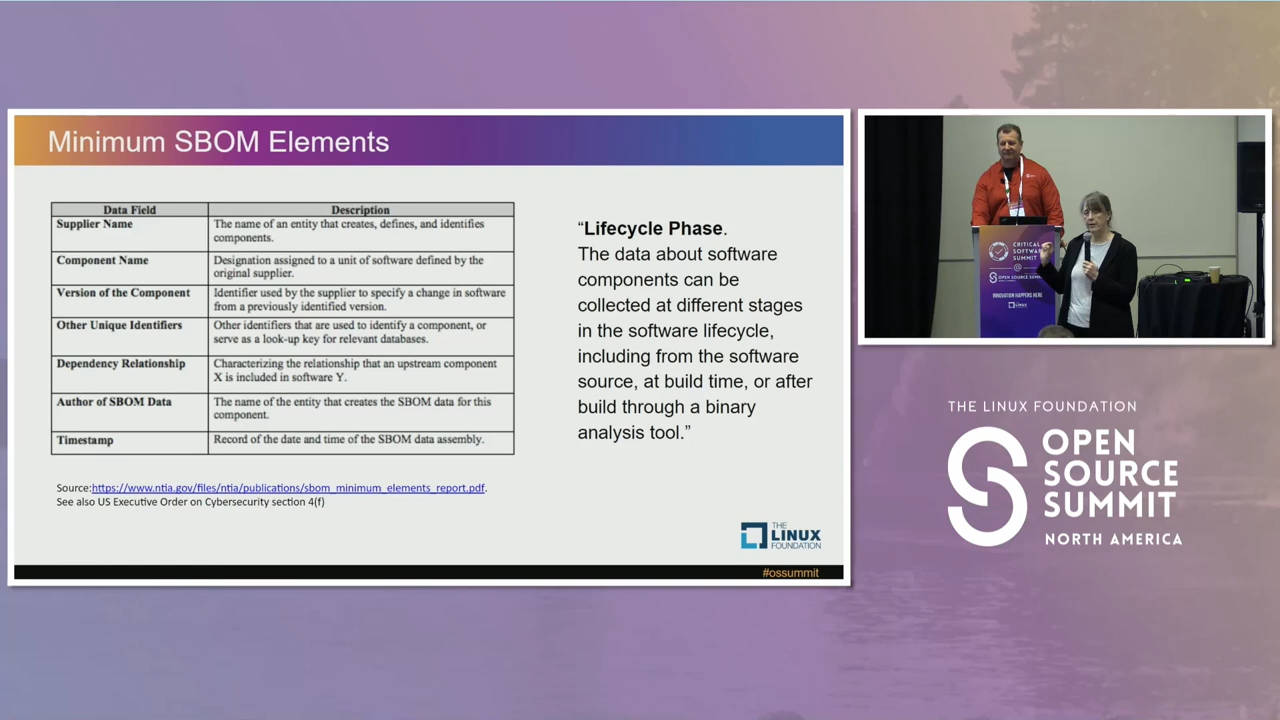 Minimum SBOM Elements
Data Field Description
Supplier Name The name of an entity that creates, defines, and identifies
components.
Component Name Designation assigned to a unit of software defined by the
original supplier.
Version of the Component Identifier used by the supplier to specify a change in software
from a previously identified version.
Other Unique Identifiers Other identifiers that are used to identify a component, or
serve as a look-up key for relevant databases.
Dependency Relationship Characterizing the relationship that an upstream component
X is included in software Y.
Author of SBOM Data The name of the entity that creates the SBOM data for this
component.
Timestamp Record of the date and time of the SBOM data assembly.
Source:https://www.ntia.gov/files/ntia/publications/sbom_minimum_elements_report.pdf.
See also US Executive Order on Cybersecurity section 4(f)
“Lifecycle Phase.
The data about software
components can be
collected at different stages
in the software lifecycle,
including from the software
source, at build time, or after
build through a binary
analysis tool.”
THE
LINUX
FOUNDATION
#ossummit
CRITICAL
SOFTWARE
SUMMIT
@
OPEN SOURCE SUMMIT
INNOVATION HAPPENS HERE
LINUX
THE LINUX FOUNDATION
OPEN
SOURCE
SUMMIT
NORTH AMERICA